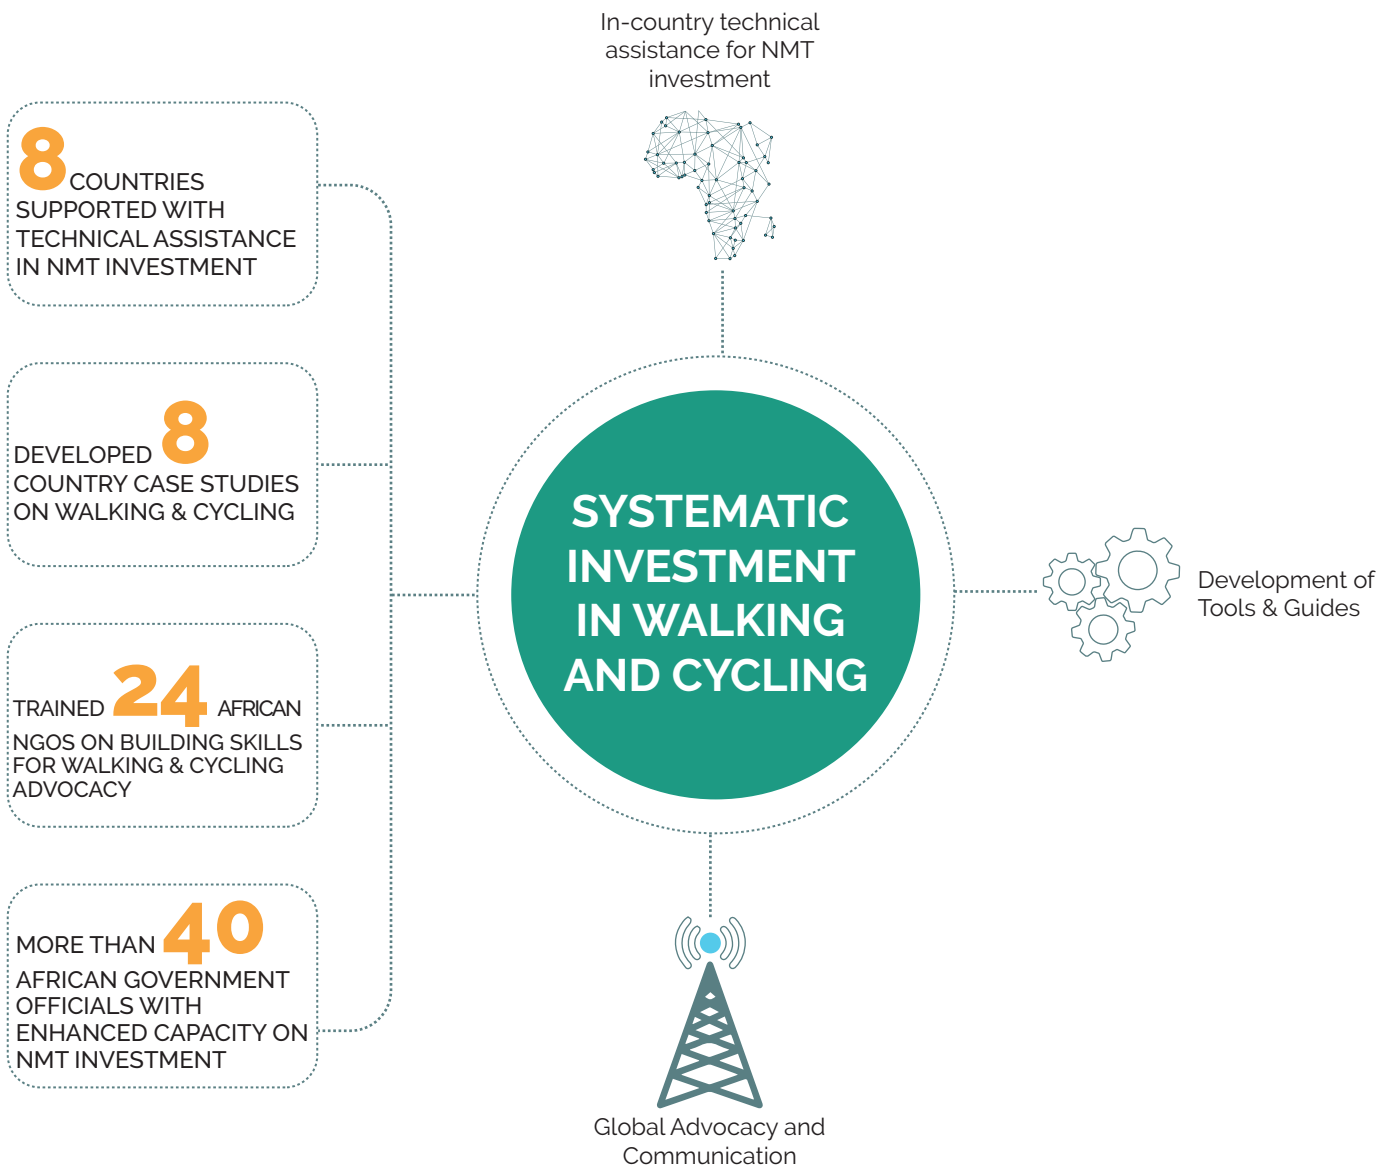 In-country technical
assistance for NMT
investment
8 COUNTRIES
SUPPORTED WITH
TECHNICAL ASSISTANCE
IN NMT INVESTMENT
DEVELOPED 8
COUNTRY CASE STUDIES
ON WALKING & CYCLING
TRAINED 24 AFRICAN
NGOS ON BUILDING SKILLS
FOR WALKING & CYCLING
ADVOCACY
MORE THAN 40
AFRICAN GOVERNMENT
OFFICIALS WITH
ENHANCED CAPACITY ON
NMT INVESTMENT
SYSTEMATIC
INVESTMENT
IN WALKING
AND CYCLING
Development of
Tools & Guides
Global Advocacy and
Communication